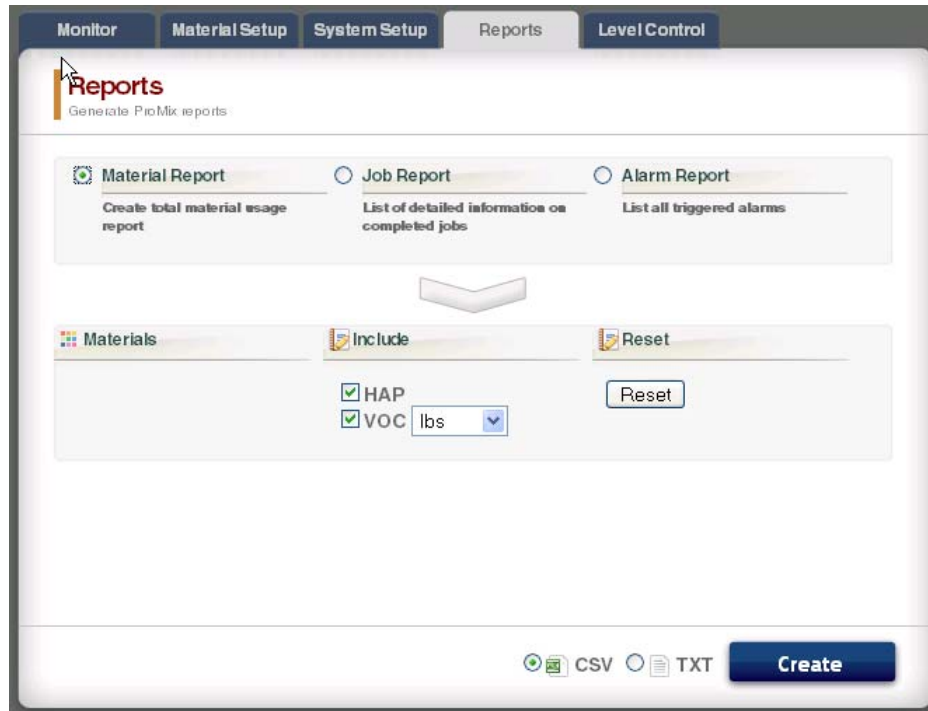 Monitor
Material Setup
System Setup
Reports
Level Control
Reports
Generate ProMix reports
Material Report
Create total material usage
report
Job Report
List of detailed information on
completed jobs
Alarm Report
List all triggered alarms
Materials
Include
Reset
HAP
VOC lbs
Reset
CSV
TXT
Create